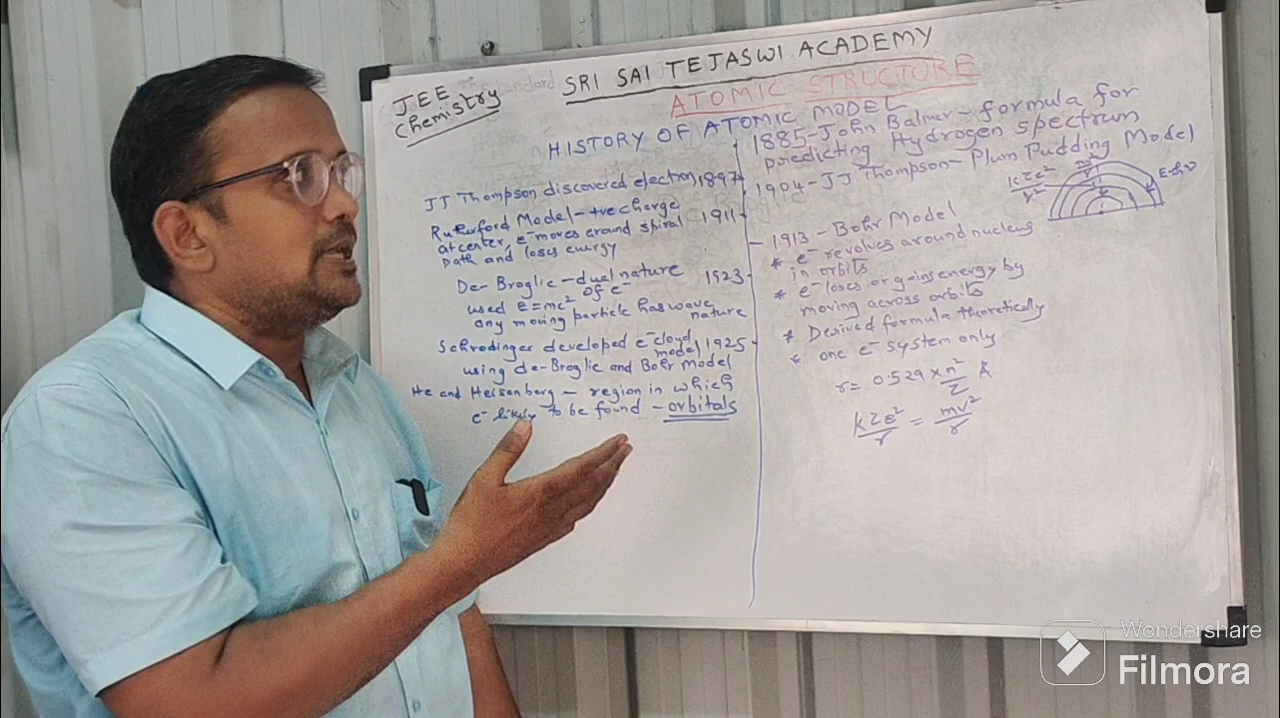 JEE
Chemistry
SRI SAI TEJASWI ACADEMY
ATOMIC STRUCTURE
HISTORY OF ATOMIC MODEL
JJ Thompson discovered electron 1897
Ruterford Model - +ve charge
at center, e⁻ moves around spiral 1911
path and loses energy
De-Broglie - dual nature 1923
of e⁻
used E=mc²
any moving particle has wave
nature
Schrodinger developed e⁻ cloud
model 1925
using de-Broglie and Bohr Model
He and Heisenberg - region in which
e⁻ likely to be found - orbitals
1885 - John Balmer - formula for
predicting Hydrogen spectrum
1904 - JJ Thompson - Plum Pudding Model
kze²/r²
mv²/r
E=hν
1913 - Bohr Model
* e⁻ revolves around nucleus
in orbits
* e⁻ loses or gains energy by
moving across orbits
* Derived formula theoretically
* one e⁻ system only
r = 0.529 × n²/Z Å
kze²/r = mv²/r
Wondershare
Filmora